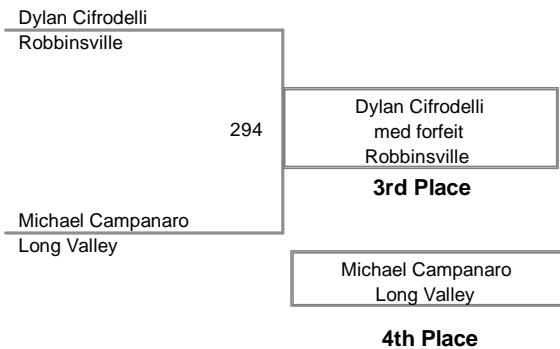 Dylan Cifrodelli
Robbinsville
294
Dylan Cifrodelli
med forfeit
Robbinsville
3rd Place
Michael Campanaro
Long Valley
Michael Campanaro
Long Valley
4th Place